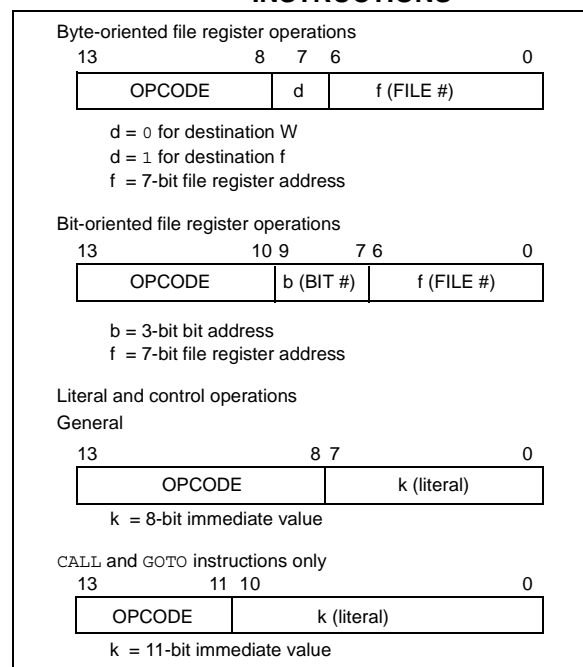 INSTRUCTIONS
Byte-oriented file register operations
13 8 7 6 0
OPCODE d f (FILE #)
d = 0 for destination W
d = 1 for destination f
f = 7-bit file register address
Bit-oriented file register operations
13 10 9 7 6 0
OPCODE b (BIT #) f (FILE #)
b = 3-bit bit address
f = 7-bit file register address
Literal and control operations
General
13 8 7 0
OPCODE k (literal)
k = 8-bit immediate value
CALL and GOTO instructions only
13 11 10 0
OPCODE k (literal)
k = 11-bit immediate value